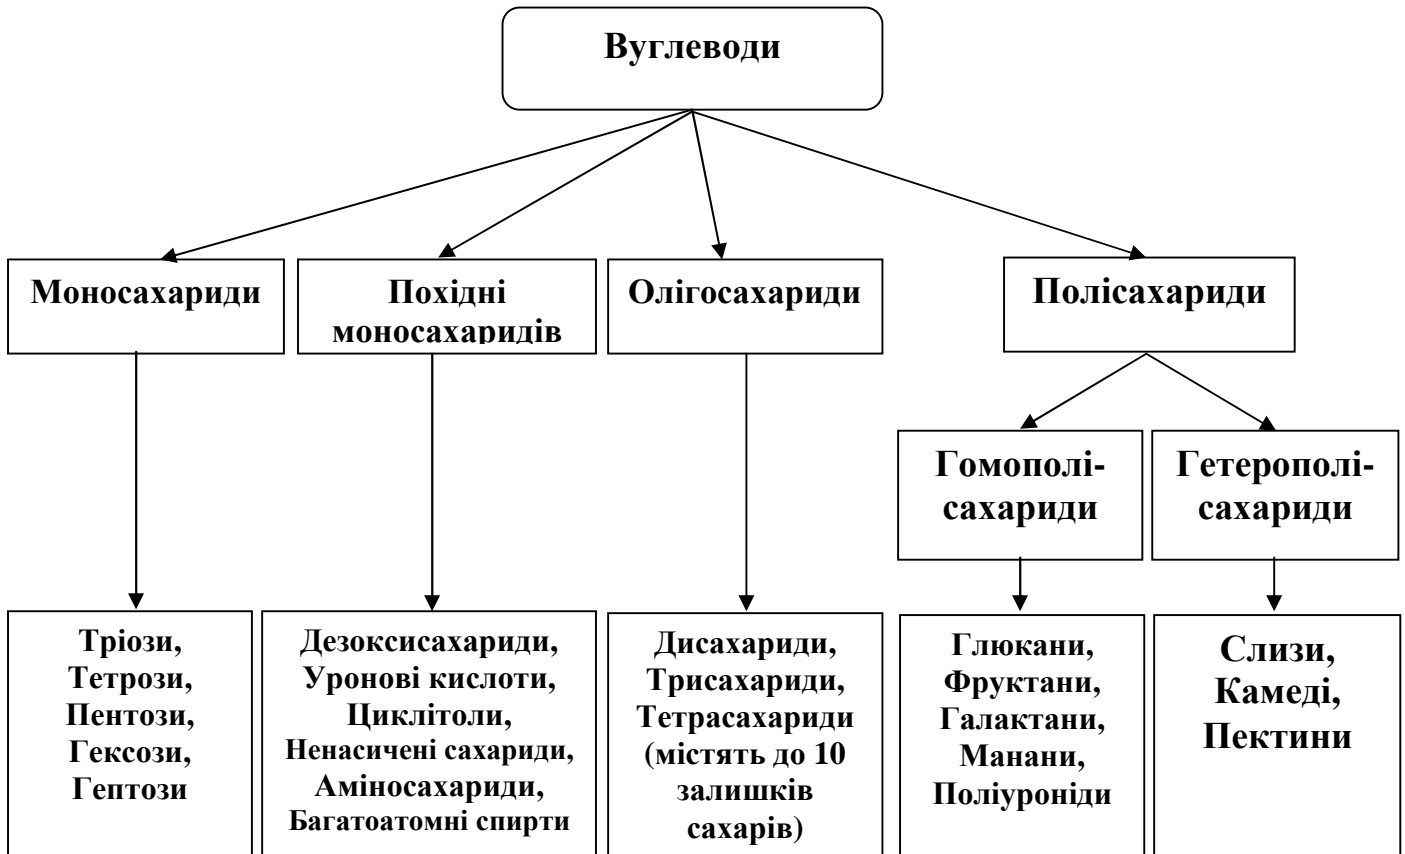 Вуглеводи
Моносахариди
Похідні
моносахаридів
Олігосахариди
Полісахариди
Гомополі-
сахариди
Гетерополі-
сахариди
Тріози,
Тетрози,
Пентози,
Гексози,
Гептози
Дезоксисахариди,
Уронові кислоти,
Циклітоли,
Ненасичені сахариди,
Аміносахариди,
Багатоатомні спирти
Дисахариди,
Трисахариди,
Тетрасахариди
(містять до 10
залишків
сахарів)
Глюкани,
Фруктани,
Галактани,
Манани,
Поліуроніди
Слизи,
Камеді,
Пектини